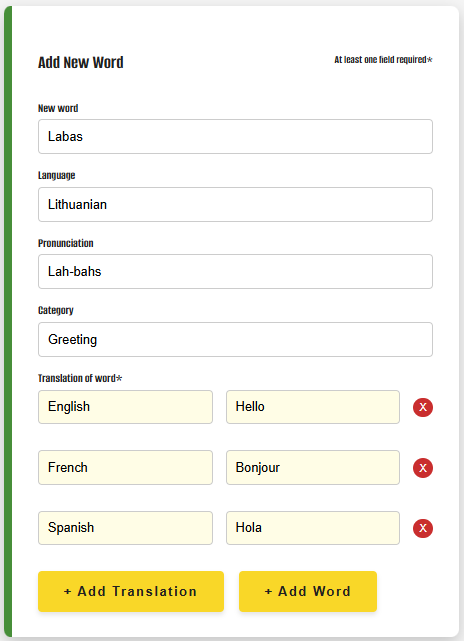 Add New Word
At least one field required*
New word
Labas
Language
Lithuanian
Pronunciation
Lah-bahs
Category
Greeting
Translation of word*
English Hello X
French Bonjour X
Spanish Hola X
+ Add Translation + Add Word